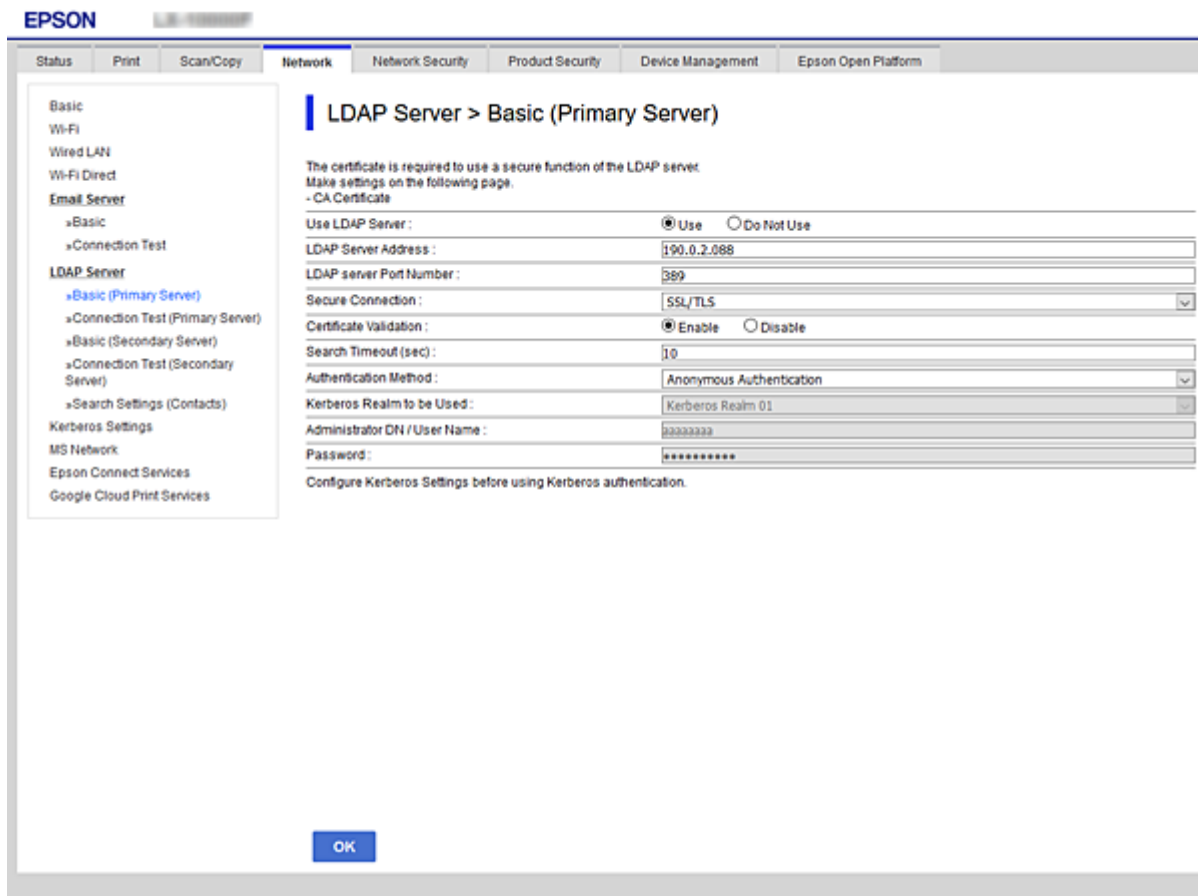 EPSON
Status Print Scan/Copy Network Network Security Product Security Device Management Epson Open Platform
Basic
Wi-Fi
Wired LAN
Wi-Fi Direct
Email Server
»Basic
»Connection Test
LDAP Server
»Basic (Primary Server)
»Connection Test (Primary Server)
»Basic (Secondary Server)
»Connection Test (Secondary
Server)
»Search Settings (Contacts)
Kerberos Settings
MS Network
Epson Connect Services
Google Cloud Print Services
LDAP Server > Basic (Primary Server)
The certificate is required to use a secure function of the LDAP server.
Make settings on the following page.
- CA Certificate
Use LDAP Server : Use Do Not Use
LDAP Server Address : 190.0.2.088
LDAP server Port Number : 389
Secure Connection : SSL/TLS
Certificate Validation : Enable Disable
Search Timeout (sec) : 10
Authentication Method : Anonymous Authentication
Kerberos Realm to be Used : Kerberos Realm 01
Administrator DN / User Name : aaaaaaaa
Password : ••••••••••
Configure Kerberos Settings before using Kerberos authentication.
OK